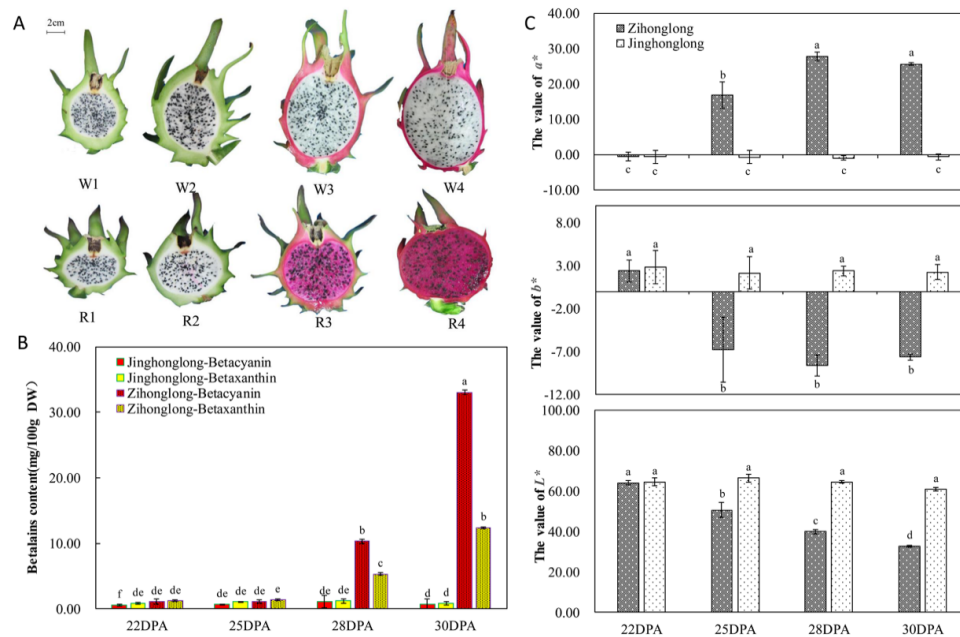 A
2cm
W1 W2 W3 W4
R1 R2 R3 R4
B
Betalains content(mg/100g DW)
40.00
30.00
20.00
10.00
0.00
Jinghonglong-Betacyanin
Jinghonglong-Betaxanthin
Zihonglong-Betacyanin
Zihonglong-Betaxanthin
f de de de
de de de e
de de b c
d d a b
22DPA 25DPA 28DPA 30DPA
C
The value of a*
40.00
30.00
20.00
10.00
0.00
-10.00
Zihonglong
Jinghonglong
b a a
c c c c c
The value of b*
8.00
3.00
-2.00
-7.00
-12.00
a a a a a
b b b
The value of L*
100.00
80.00
60.00
40.00
20.00
0.00
a a b a c a d a
22DPA 25DPA 28DPA 30DPA